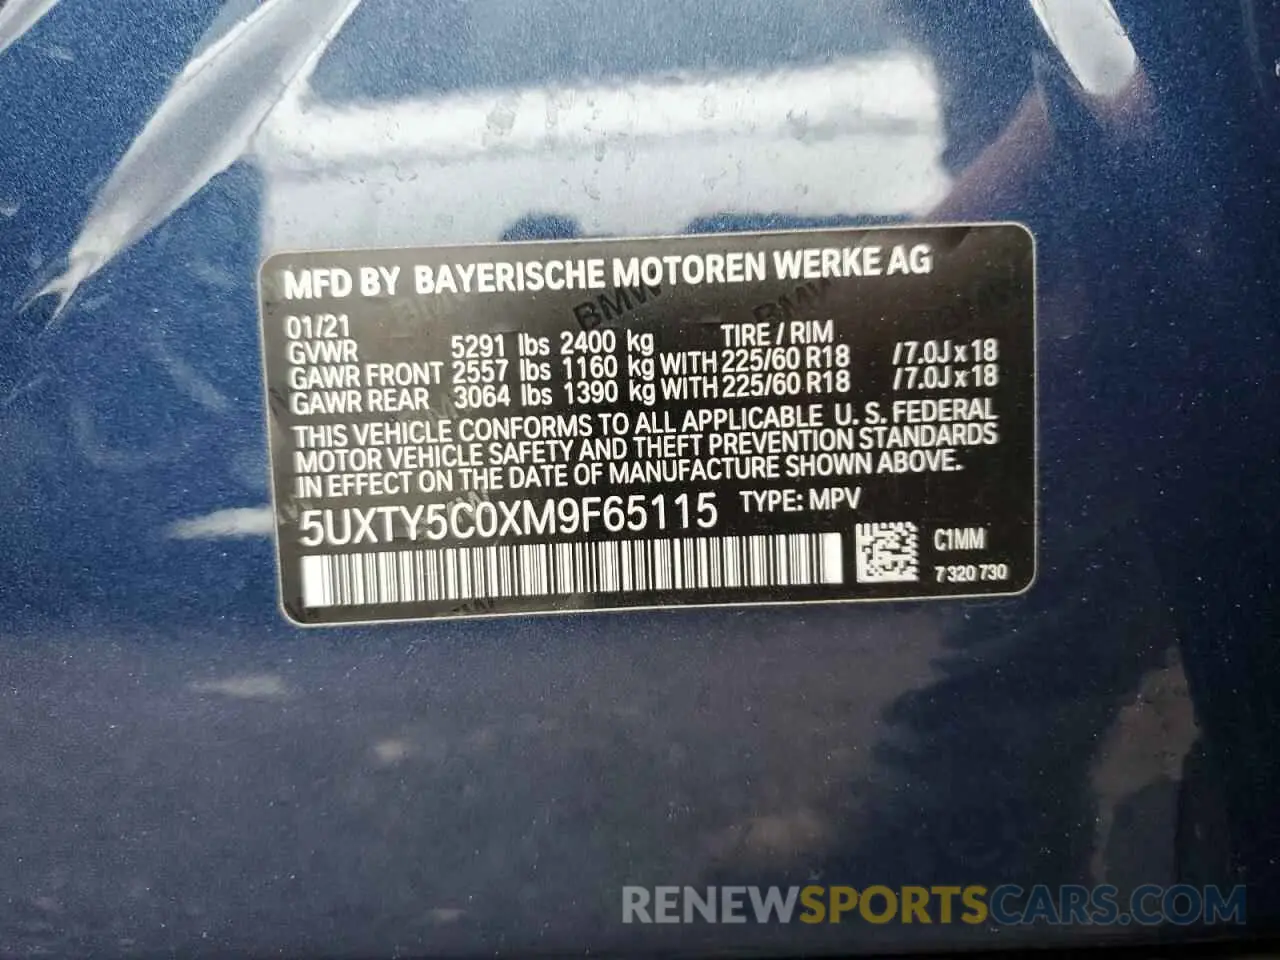 MFD BY BAYERISCHE MOTOREN WERKE AG
01/21
GVWR 5291 lbs 2400 kg TIRE / RIM
GAWR FRONT 2557 lbs 1160 kg WITH 225/60 R18 /7.0J x 18
GAWR REAR 3064 lbs 1390 kg WITH 225/60 R18 /7.0J x 18
THIS VEHICLE CONFORMS TO ALL APPLICABLE U. S. FEDERAL
MOTOR VEHICLE SAFETY AND THEFT PREVENTION STANDARDS
IN EFFECT ON THE DATE OF MANUFACTURE SHOWN ABOVE.
5UXTY5C0XM9F65115 TYPE: MPV
C1MM
7 320 730
RENEWSPORTSCARS.COM